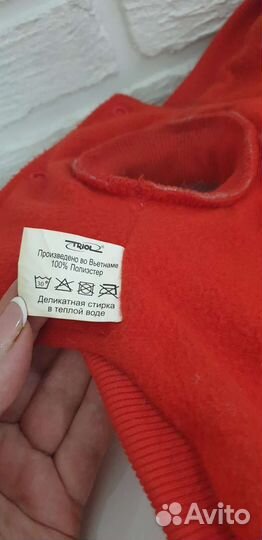 TRIOL®
Произведено во Вьетнаме
100% Полиэстер
30°
Деликатная стирка
в теплой воде
Avito